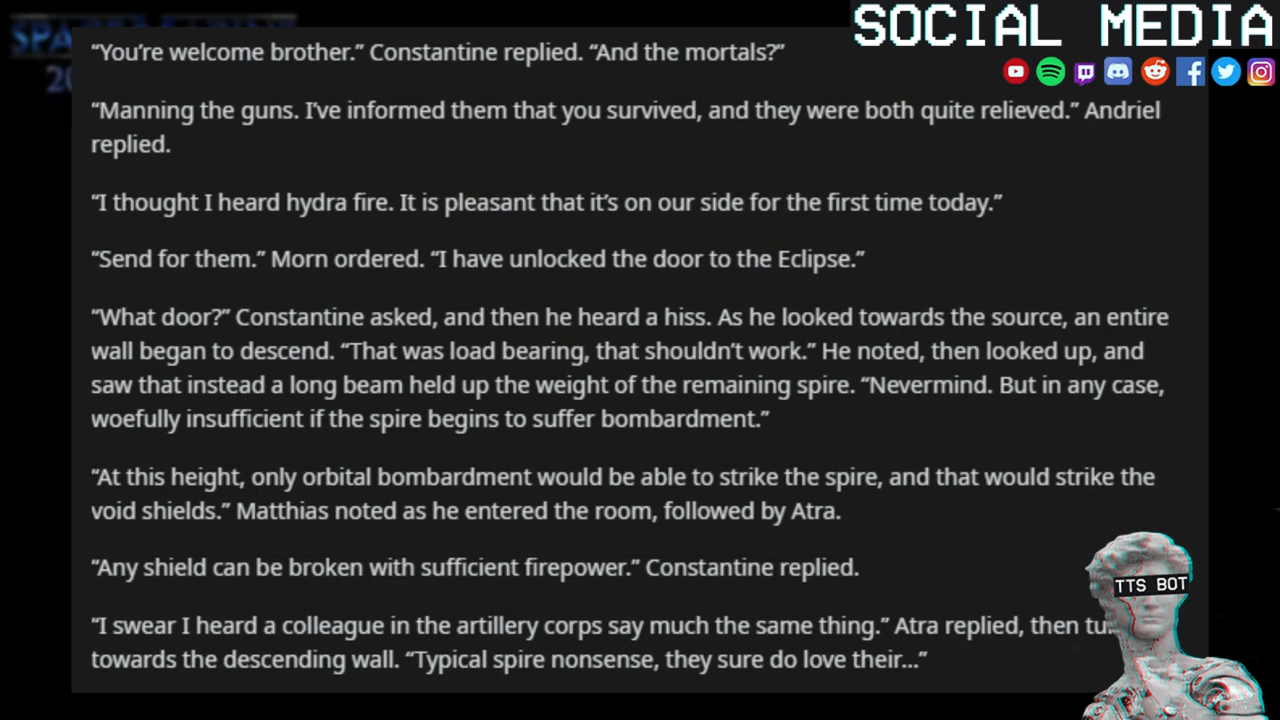 SPA
20
SOCIAL MEDIA
“You’re welcome brother.” Constantine replied. “And the mortals?”
“Manning the guns. I’ve informed them that you survived, and they were both quite relieved.” Andriel
replied.
“I thought I heard hydra fire. It is pleasant that it’s on our side for the first time today.”
“Send for them.” Morn ordered. “I have unlocked the door to the Eclipse.”
“What door?” Constantine asked, and then he heard a hiss. As he looked towards the source, an entire
wall began to descend. “That was load bearing, that shouldn’t work.” He noted, then looked up, and
saw that instead a long beam held up the weight of the remaining spire. “Nevermind. But in any case,
woefully insufficient if the spire begins to suffer bombardment.”
“At this height, only orbital bombardment would be able to strike the spire, and that would strike the
void shields.” Matthias noted as he entered the room, followed by Atra.
“Any shield can be broken with sufficient firepower.” Constantine replied.
“I swear I heard a colleague in the artillery corps say much the same thing.” Atra replied, then
towards the descending wall. “Typical spire nonsense, they sure do love their...”
TTS BOT